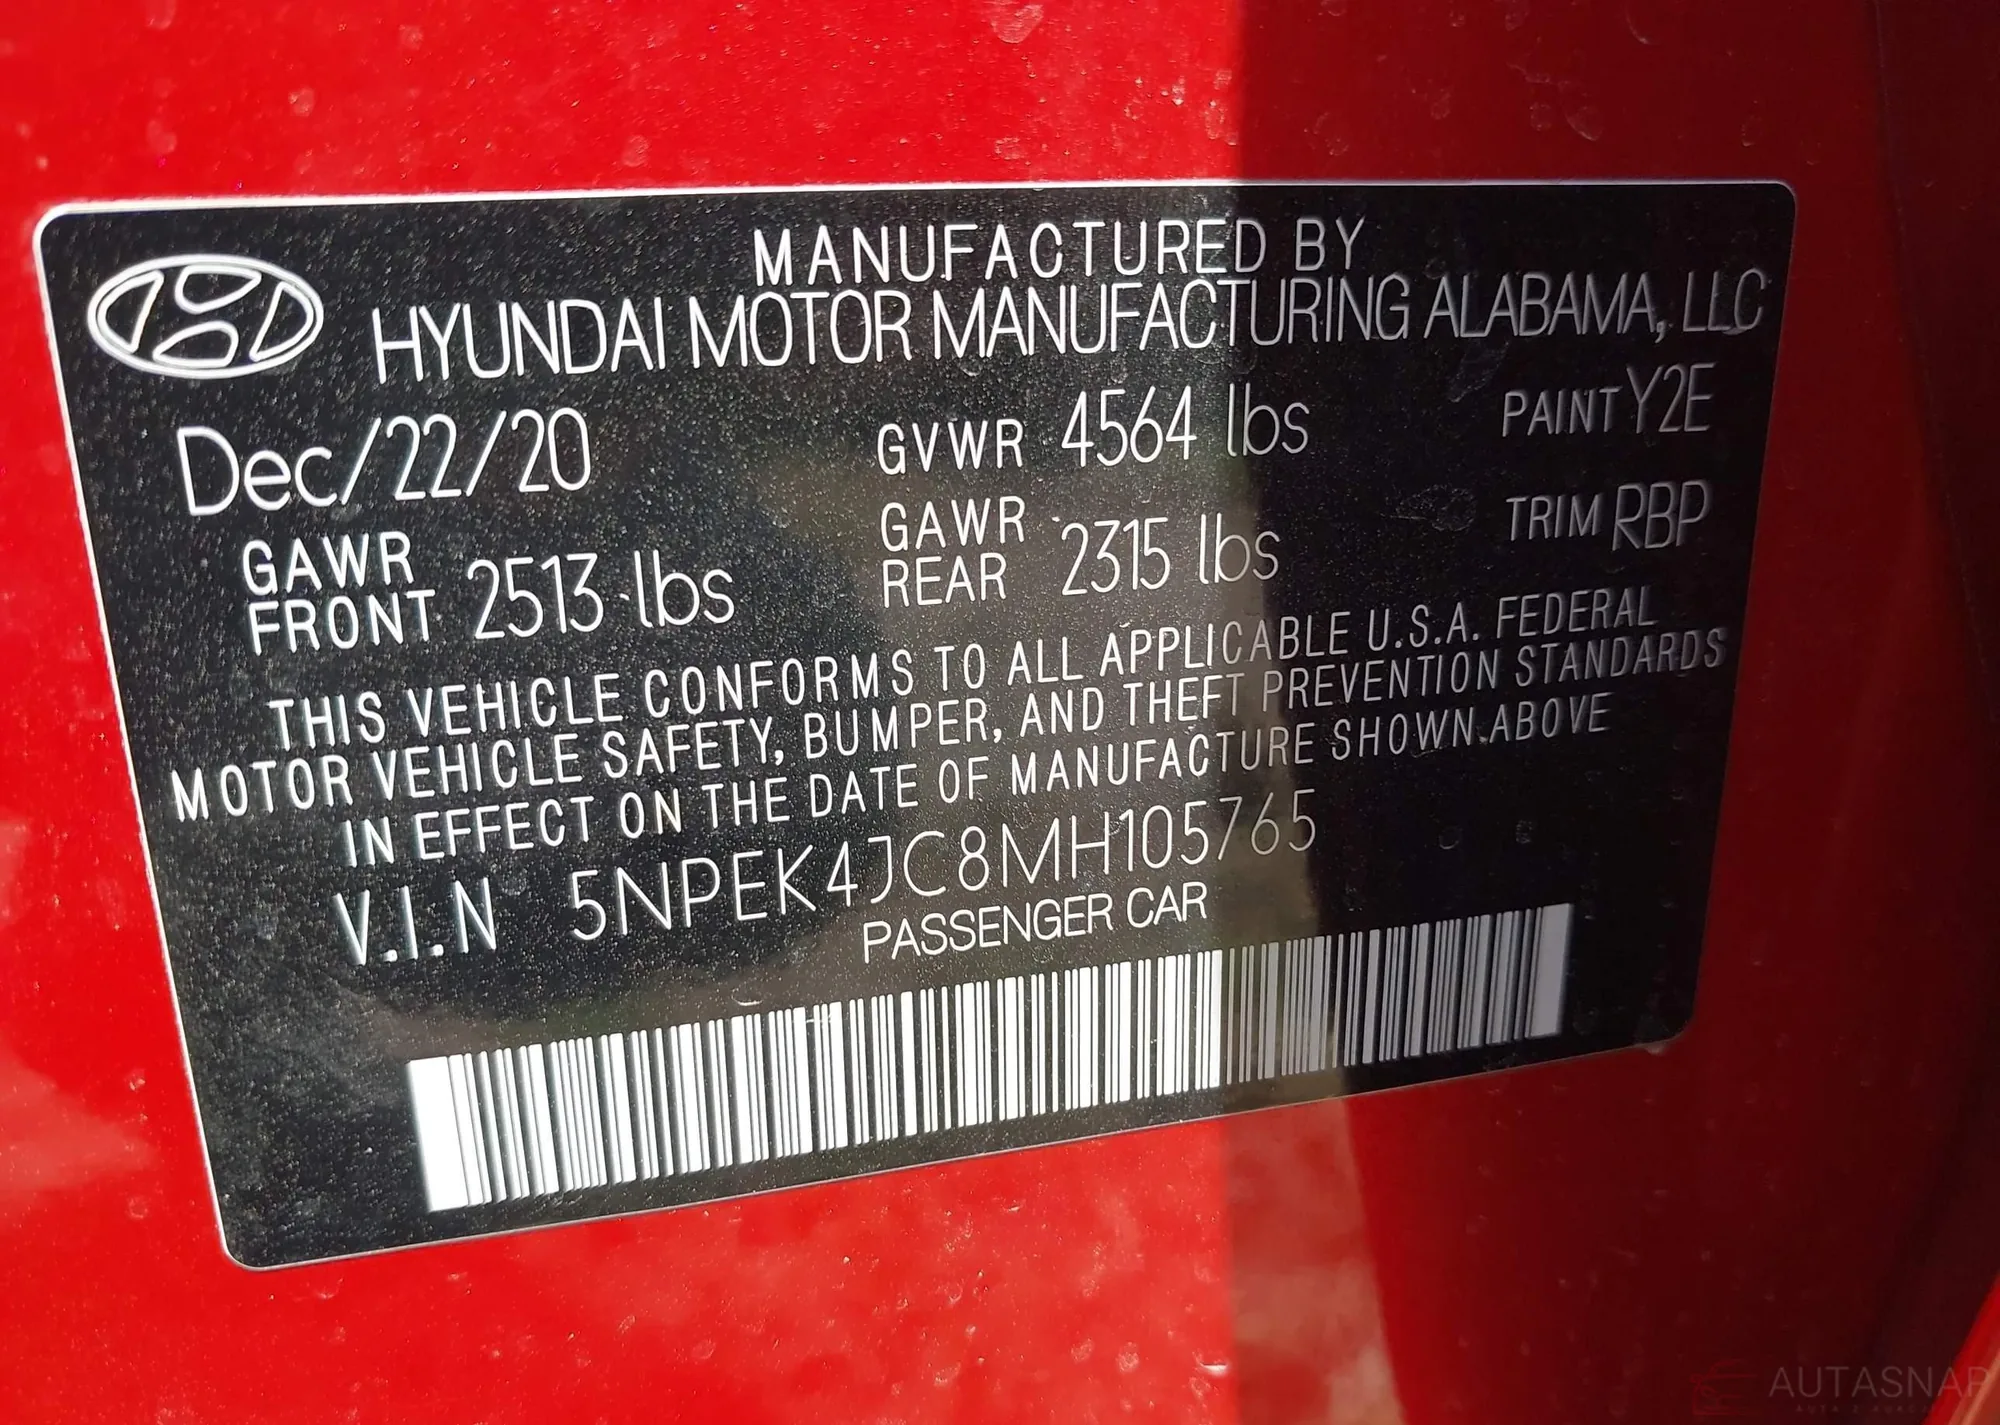 MANUFACTURED BY
HYUNDAI MOTOR MANUFACTURING ALABAMA, LLC
Dec/22/20 GVWR 4564 lbs PAINT Y2E
GAWR FRONT 2513 lbs GAWR REAR 2315 lbs TRIM RBP
THIS VEHICLE CONFORMS TO ALL APPLICABLE U.S.A. FEDERAL
MOTOR VEHICLE SAFETY, BUMPER, AND THEFT PREVENTION STANDARDS
IN EFFECT ON THE DATE OF MANUFACTURE SHOWN ABOVE
V.I.N 5NPEK4JC8MH105765
PASSENGER CAR
AUTASNAP